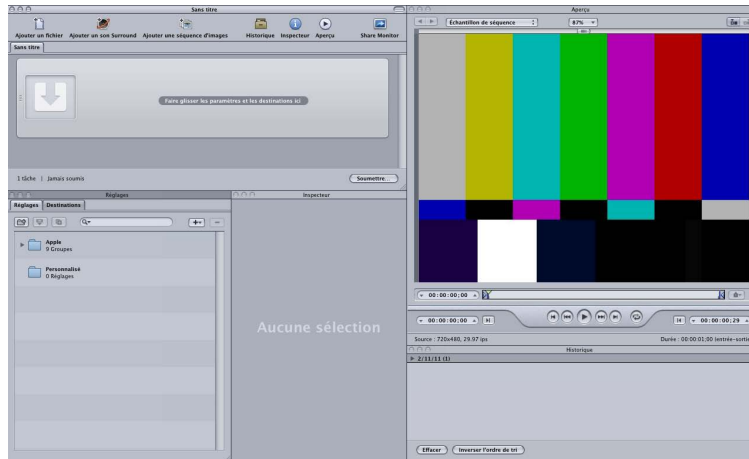 Sans titre
Ajouter un fichier Ajouter un son Surround Ajouter une séquence d'images Historique Inspecteur Aperçu Share Monitor
Sans titre
Faire glisser les paramètres et les destinations ici
1 tâche | Jamais soumis
Soumettre...
Réglages
Réglages Destinations
Apple
9 Groupes
Personnalisé
0 Réglages
Inspecteur
Aucune sélection
Aperçu
Échantillon de séquence 87%
00:00:00;00
00:00:00;00 00:00:00;29
Source : 720x480, 29.97 ips Durée : 00:00:01;00 (entrée-sortie
Historique
2/11/11 (1)
Effacer Inverser l'ordre de tri